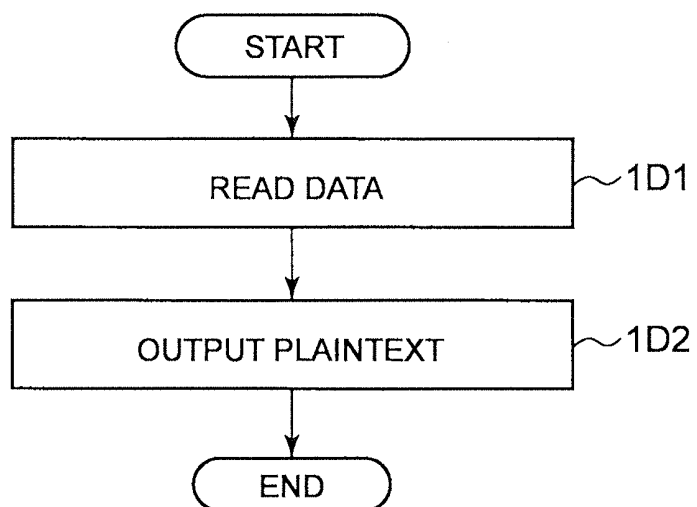 START
READ DATA
1D1
OUTPUT PLAINTEXT
1D2
END